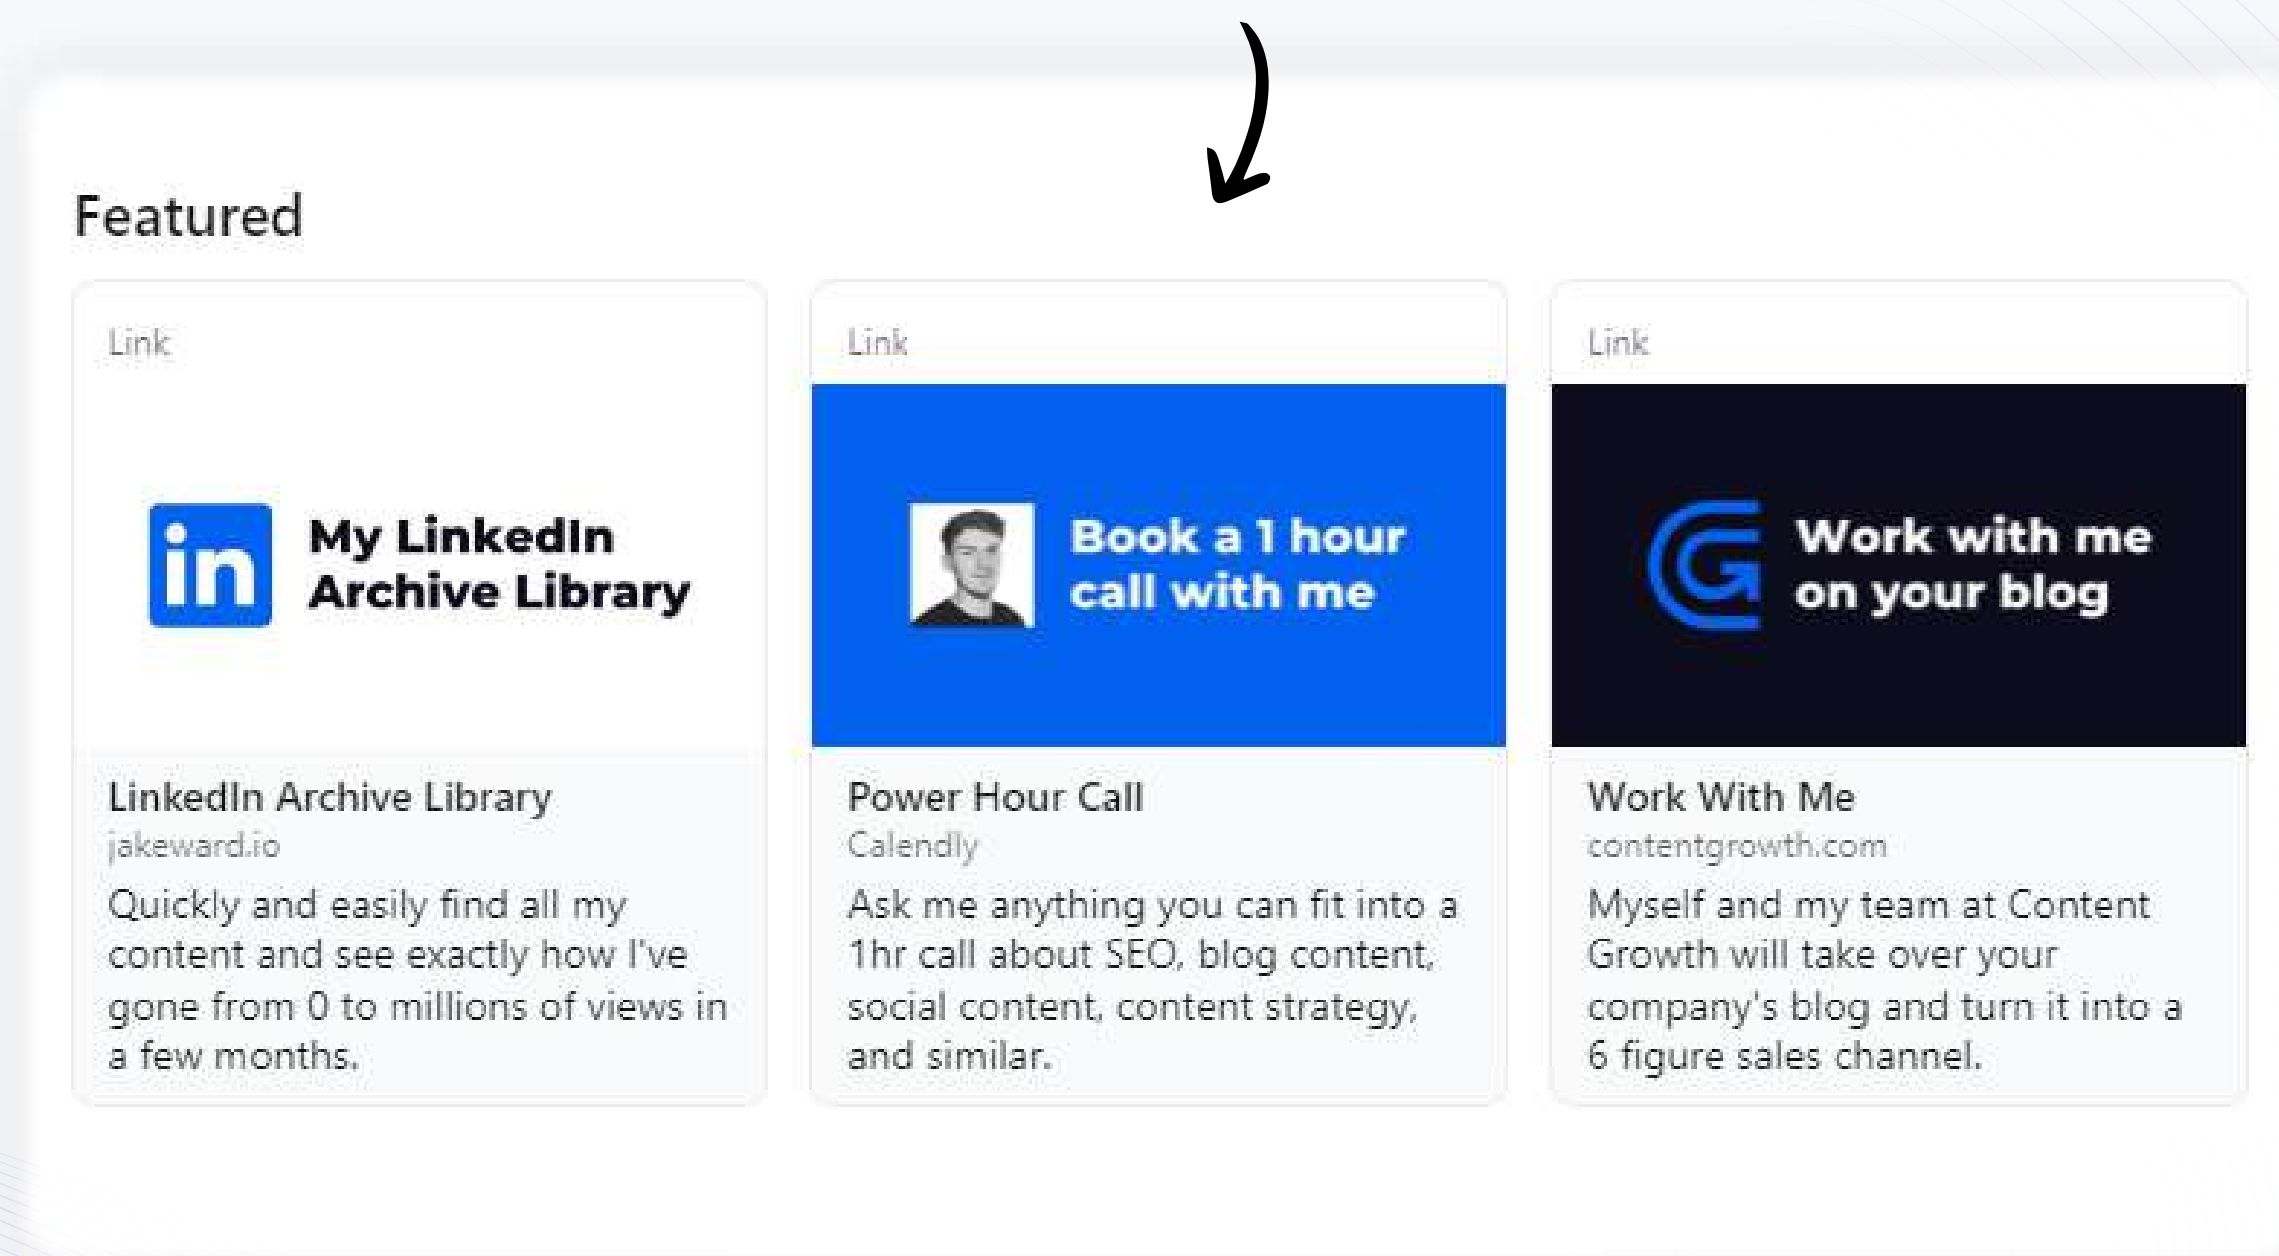 Featured
Link
in
My LinkedIn
Archive Library
LinkedIn Archive Library
jakeward.io
Quickly and easily find all my
content and see exactly how I've
gone from 0 to millions of views in
a few months.
Link
Book a 1 hour
call with me
Power Hour Call
Calendly
Ask me anything you can fit into a
1hr call about SEO, blog content,
social content, content strategy,
and similar.
Link
Work with me
on your blog
Work With Me
contentgrowth.com
Myself and my team at Content
Growth will take over your
company's blog and turn it into a
6 figure sales channel.